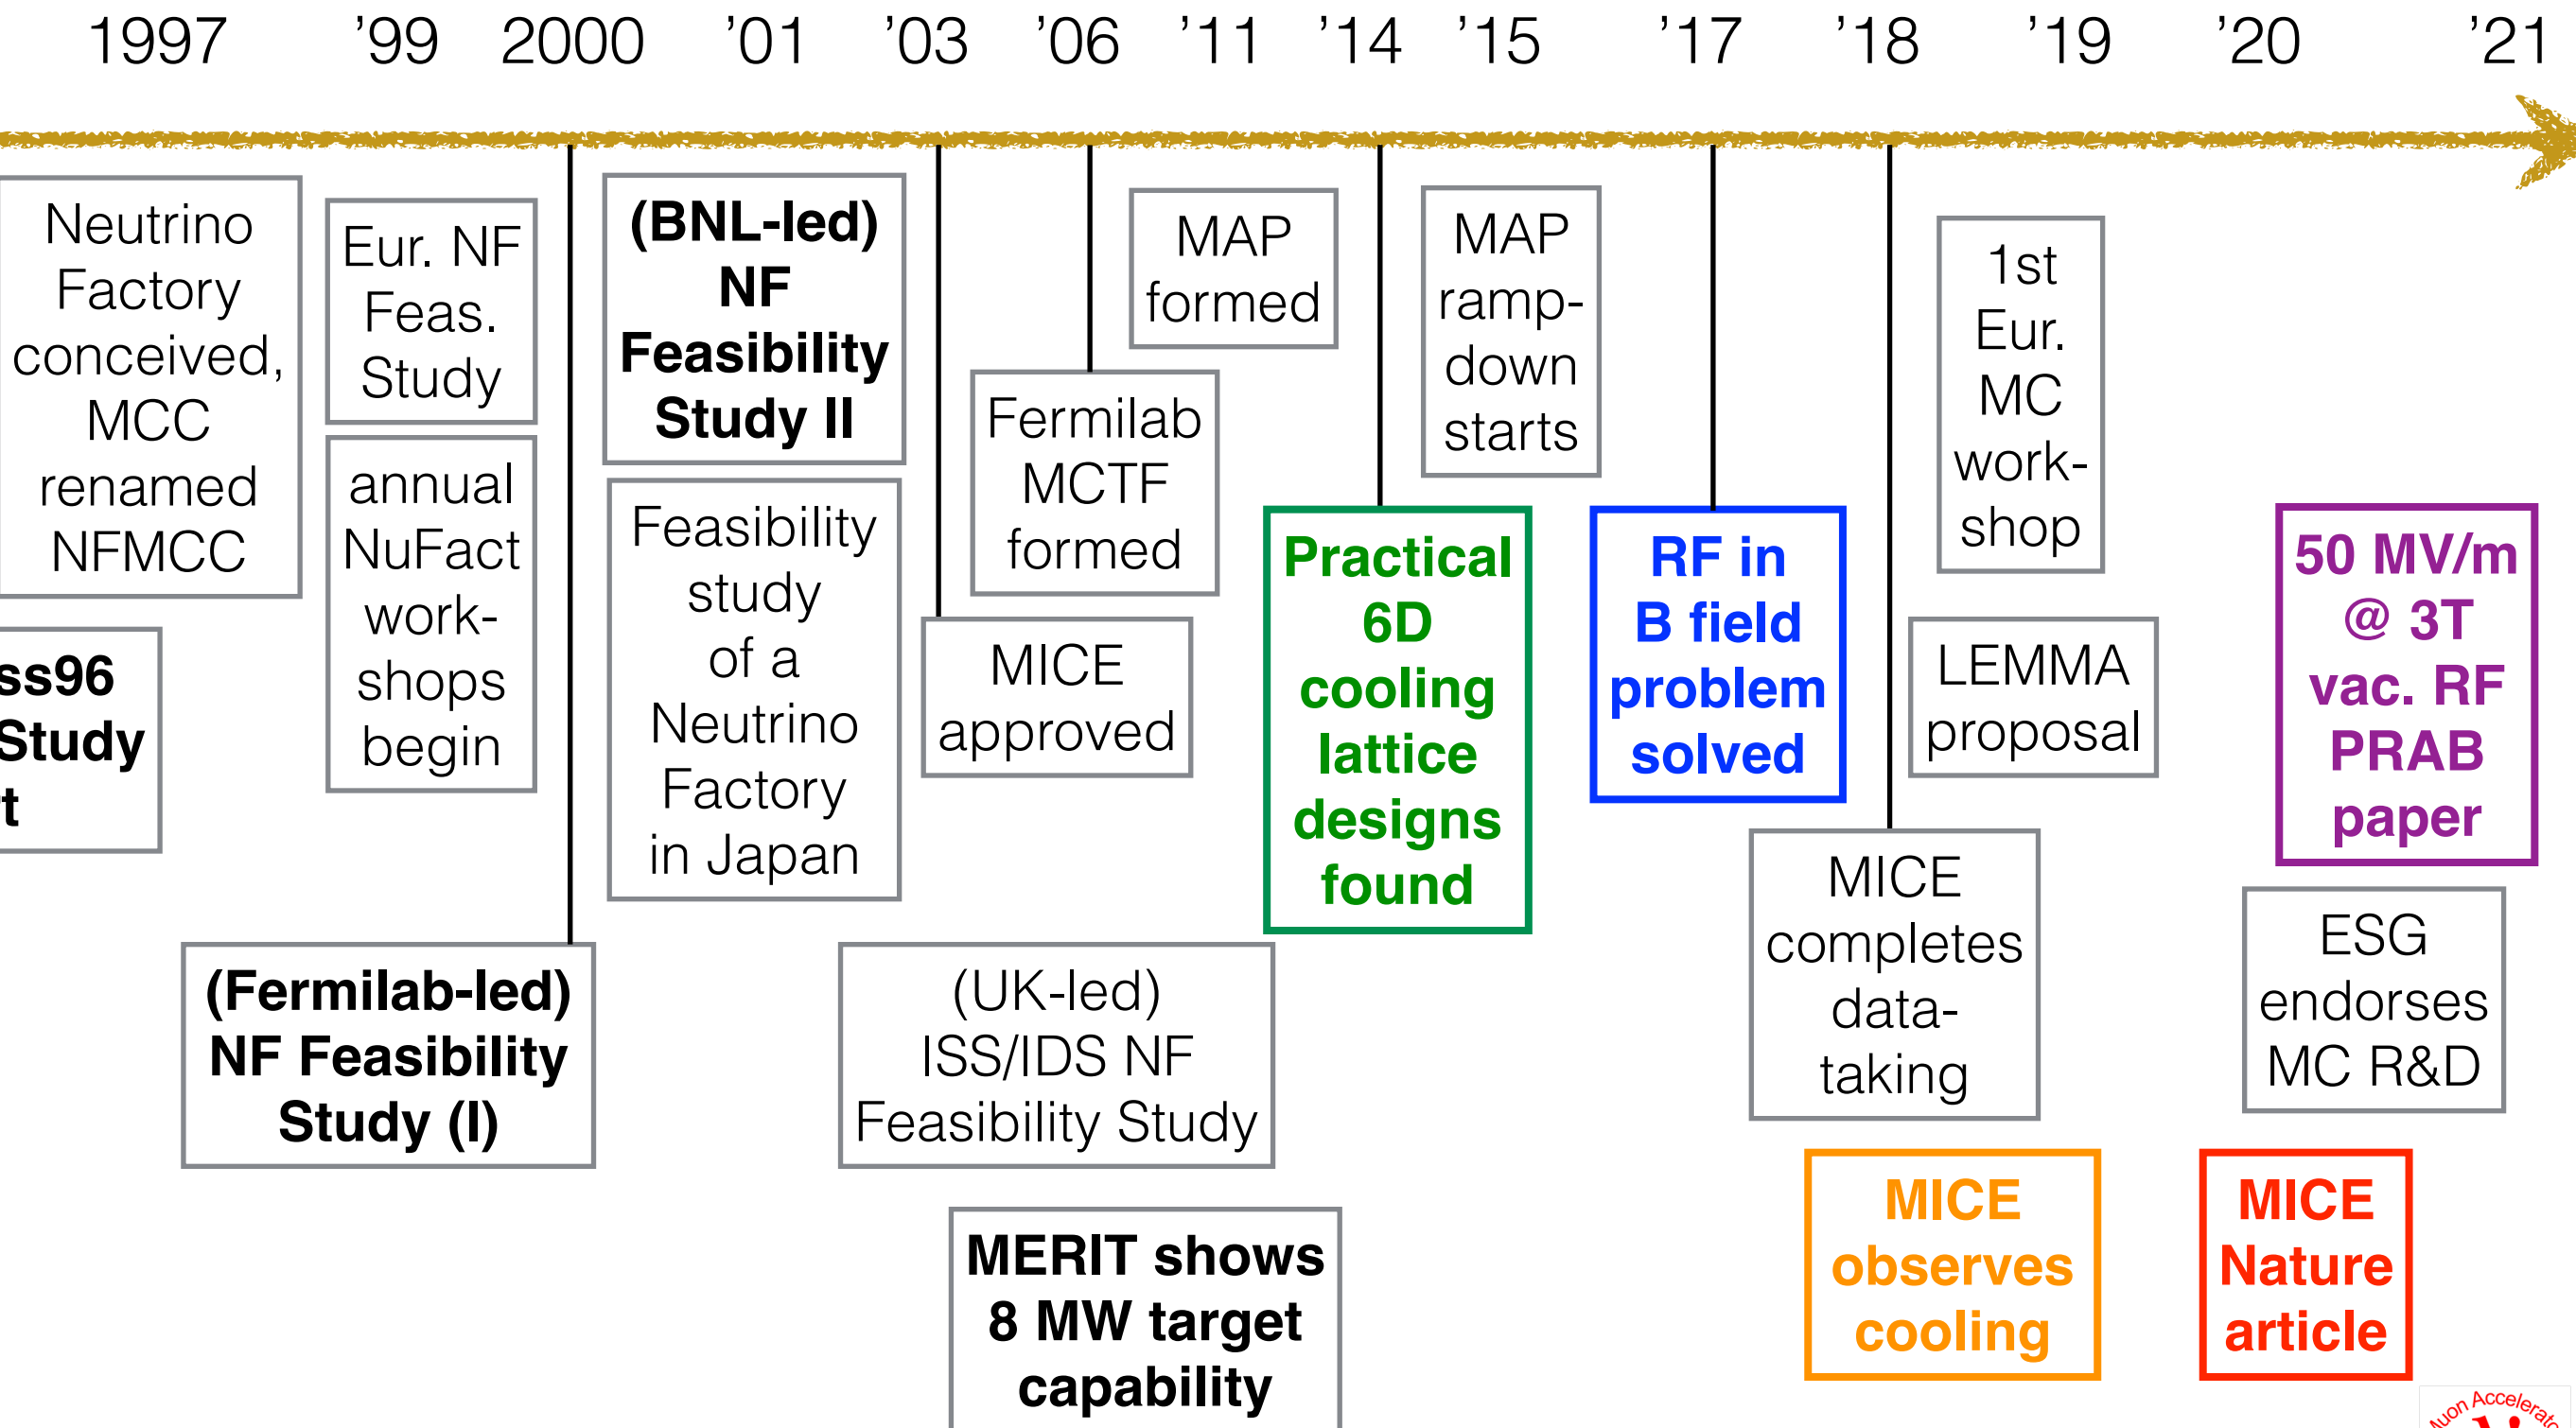 1997 ’99 2000 ’01 ’03 ’06 ’11 ’14 ’15 ’17 ’18 ’19 ’20 ’21
Neutrino
Factory
conceived,
MCC
renamed
NFMCC
ss96
Study
t
Eur. NF
Feas.
Study
annual
NuFact
work-
shops
begin
(Fermilab-led)
NF Feasibility
Study (I)
(BNL-led)
NF
Feasibility
Study II
Feasibility
study
of a
Neutrino
Factory
in Japan
MICE
approved
Fermilab
MCTF
formed
MAP
formed
(UK-led)
ISS/IDS NF
Feasibility Study
MERIT shows
8 MW target
capability
Practical
6D
cooling
lattice
designs
found
MAP
ramp-
down
starts
RF in
B field
problem
solved
MICE
completes
data-
taking
MICE
observes
cooling
1st
Eur.
MC
work-
shop
LEMMA
proposal
50 MV/m
@ 3T
vac. RF
PRAB
paper
ESG
endorses
MC R&D
MICE
Nature
article
Muon Accelerato